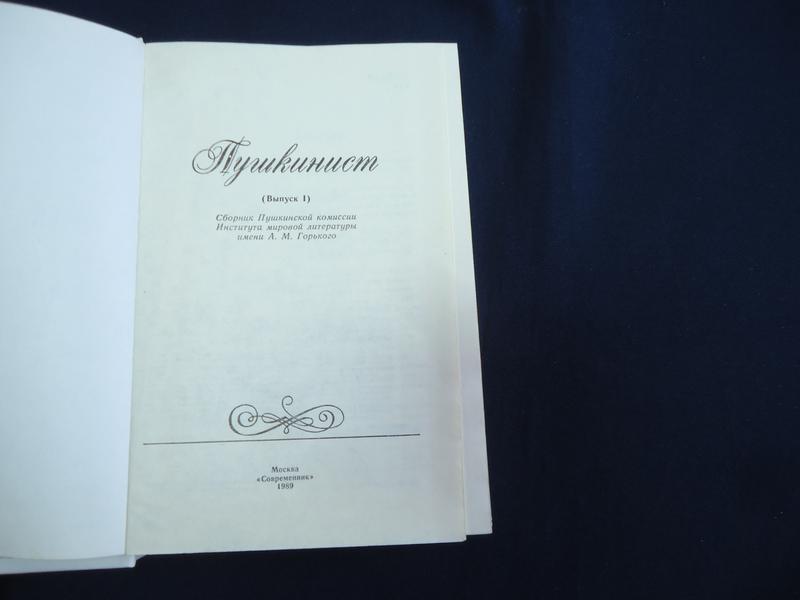 Пушкинист
(Выпуск I)
Сборник Пушкинской комиссии
Института мировой литературы
имени А. М. Горького
Москва
«Современник»
1989